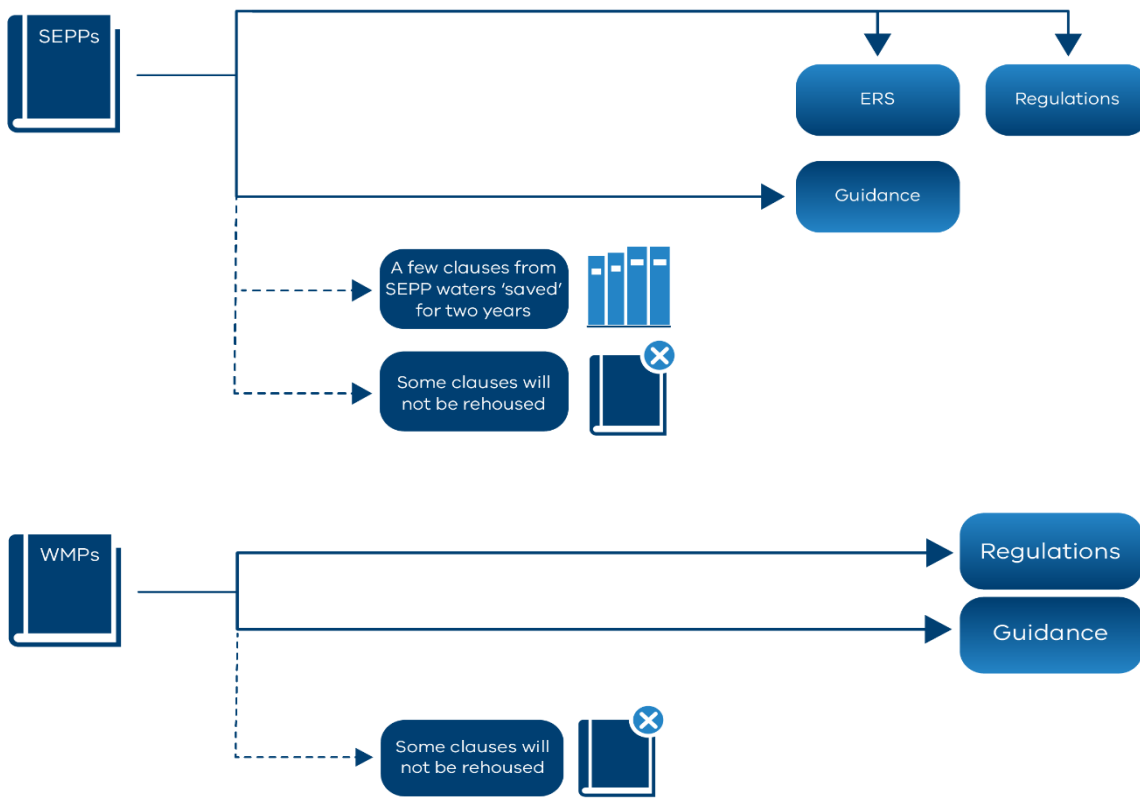 SEPPs
ERS
Regulations
Guidance
A few clauses from
SEPP waters ‘saved’
for two years
Some clauses will
not be rehoused
WMPs
Regulations
Guidance
Some clauses will
not be rehoused